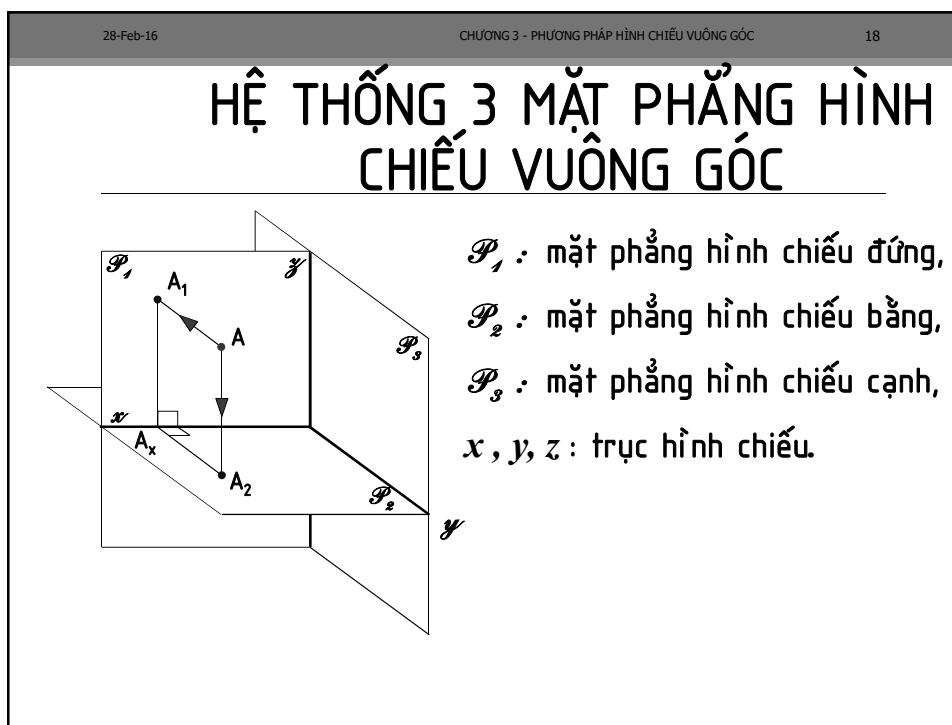 28-Feb-16 CHƯƠNG 3 - PHƯƠNG PHÁP HÌNH CHIẾU VUÔNG GÓC 18
HỆ THỐNG 3 MẶT PHẲNG HÌNH
CHIẾU VUÔNG GÓC
𝒫₁ : mặt phẳng hình chiếu đứng,
𝒫₂ : mặt phẳng hình chiếu bằng,
𝒫₃ : mặt phẳng hình chiếu cạnh,
x , y, z : trục hình chiếu.
𝒫₁
z
A₁
A
𝒫₃
x
Aₓ
A₂
𝒫₂
y